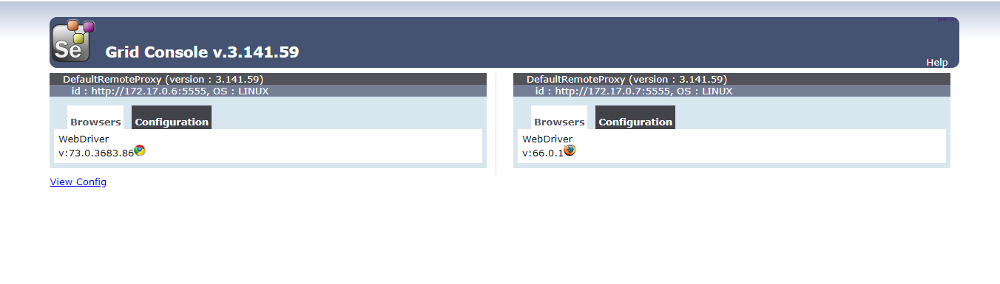 Se
Grid Console v.3.141.59
Help
DefaultRemoteProxy (version : 3.141.59)
id : http://172.17.0.6:5555, OS : LINUX
Browsers Configuration
WebDriver
v:73.0.3683.86
DefaultRemoteProxy (version : 3.141.59)
id : http://172.17.0.7:5555, OS : LINUX
Browsers Configuration
WebDriver
v:66.0.1
View Config